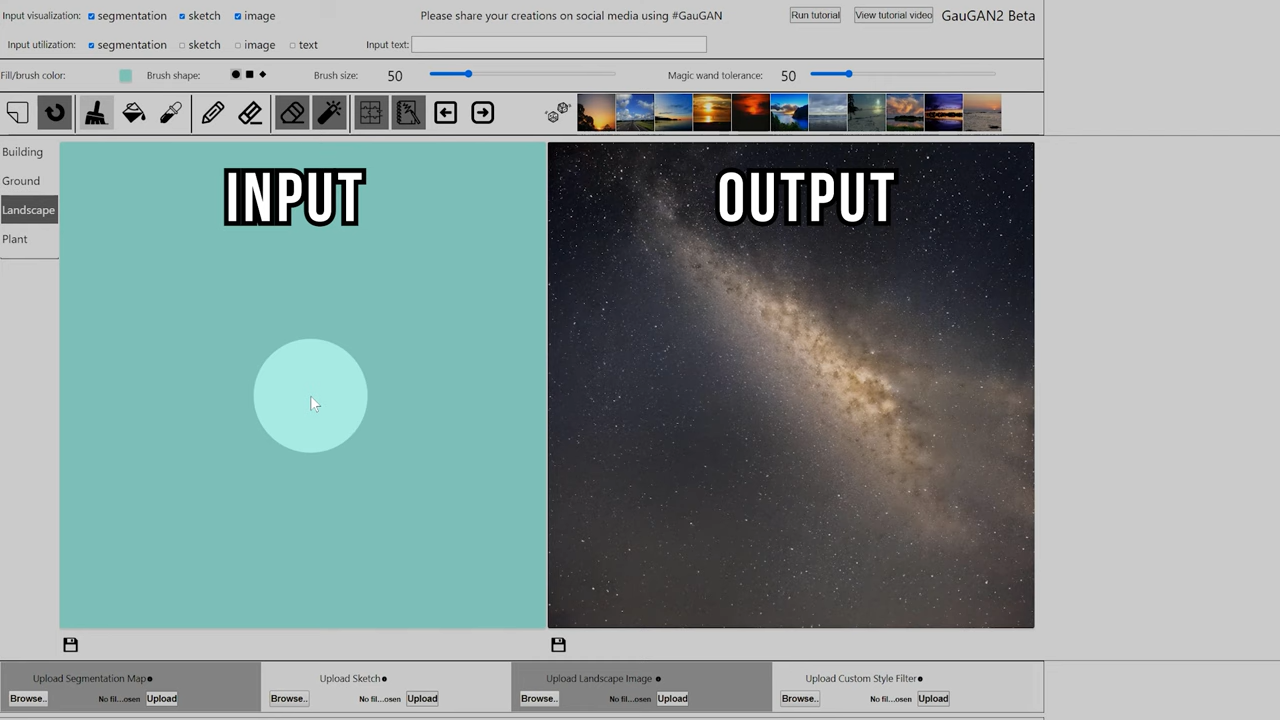 Input visualization: segmentation sketch image Please share your creations on social media using #GauGAN Run tutorial View tutorial video GauGAN2 Beta
Input utilization: segmentation sketch image text Input text:
Fill/brush color: Brush shape: Brush size: 50 Magic wand tolerance: 50
Building
Ground
Landscape
Plant
INPUT
OUTPUT
Upload Segmentation Map Upload Sketch Upload Landscape Image Upload Custom Style Filter
Browse.. No fil...osen Upload Browse.. No fil...osen Upload Browse.. No fil...osen Upload Browse.. No fil...osen Upload